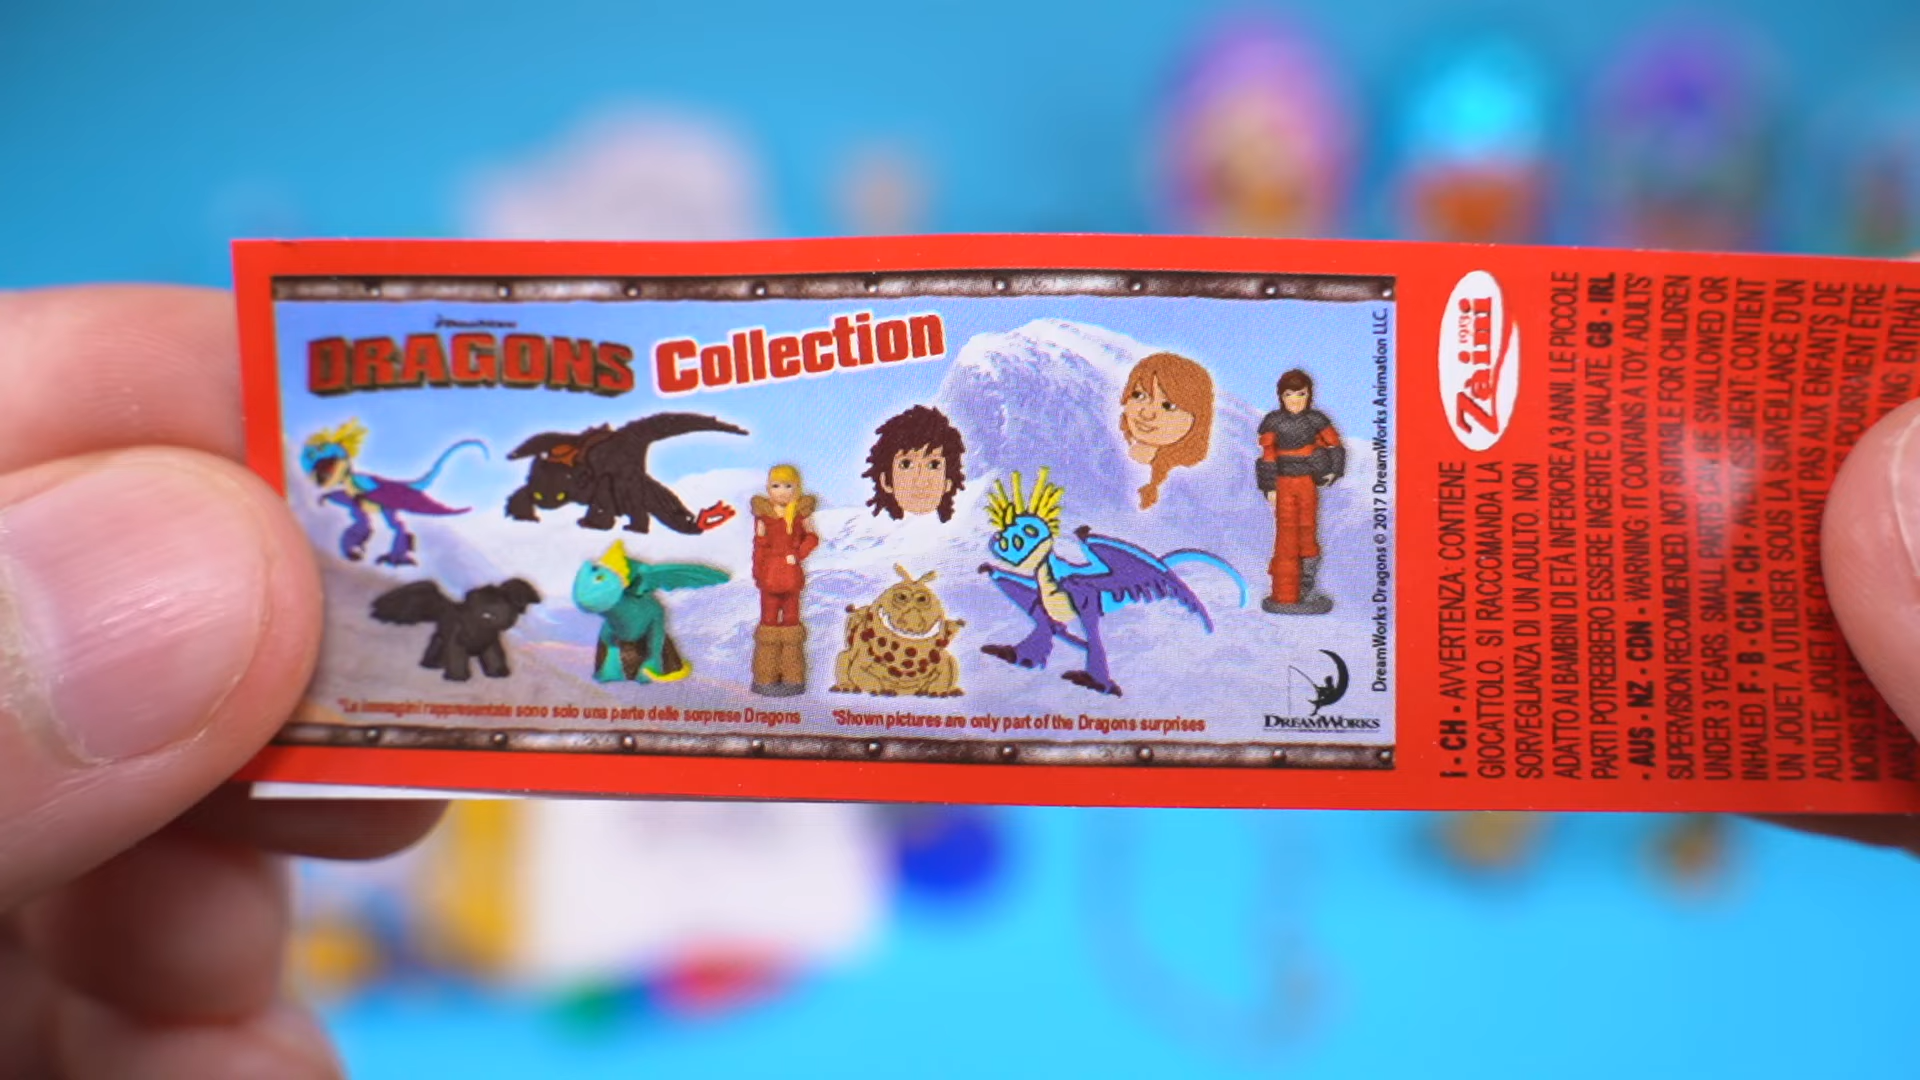 DreamWorks
DRAGONS Collection
*Le immagini rappresentate sono solo una parte delle sorprese Dragons
*Shown pictures are only part of the Dragons surprises
DREAMWORKS
DreamWorks Dragons © 2017 DreamWorks Animation LLC.
Zaini
I - CH - AVVERTENZA: CONTIENE
GIOCATTOLO. SI RACCOMANDA LA
SORVEGLIANZA DI UN ADULTO. NON
ADATTO AI BAMBINI DI ETÀ INFERIORE A 3 ANNI. LE PICCOLE
PARTI POTREBBERO ESSERE INGERITE O INALATE GB - IRL
- AUS - NZ - CDN - WARNING: IT CONTAINS A TOY. ADULTS'
SUPERVISION RECOMMENDED. NOT SUITABLE FOR CHILDREN
UNDER 3 YEARS. SMALL PARTS CAN BE SWALLOWED OR
INHALED F - B - CDN - CH - AVERTISSEMENT: CONTIENT
UN JOUET. A UTILISER SOUS LA SURVEILLANCE D'UN
ADULTE. JOUET NE CONVENANT PAS AUX ENFANTS DE
MOINS DE POURRAIENT ÊTRE